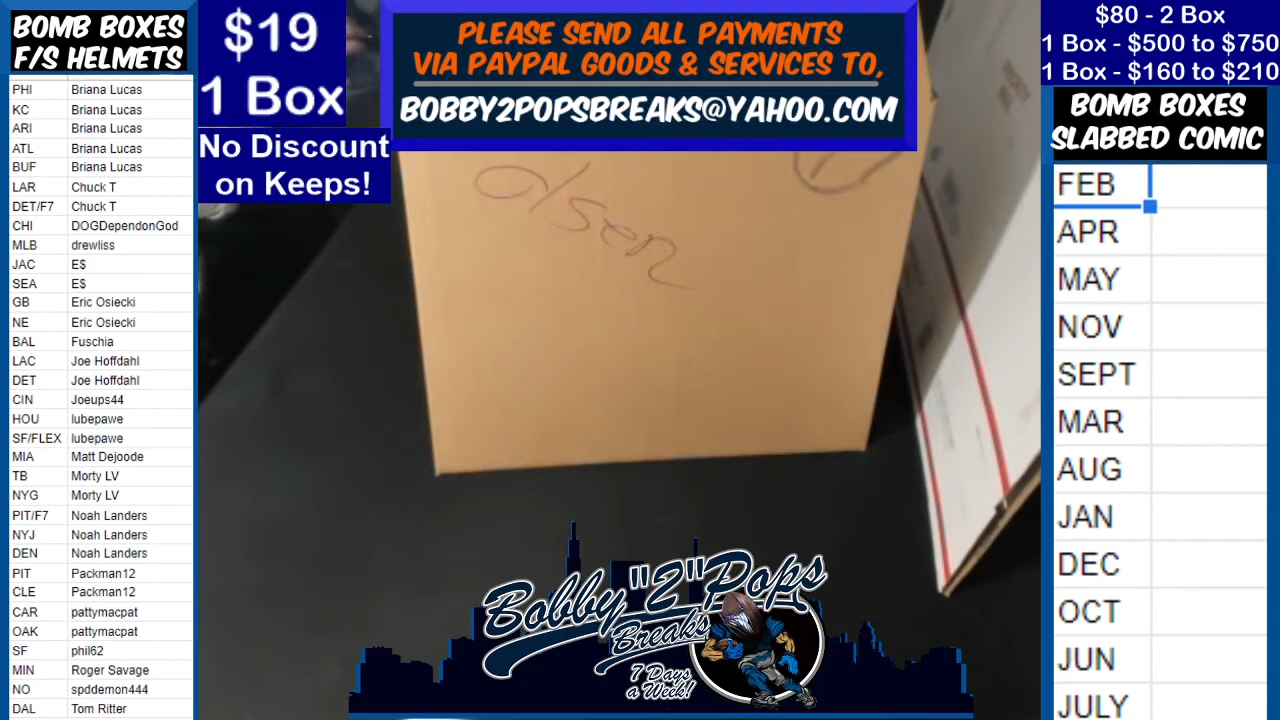 BOMB BOXES
F/S HELMETS
PHI Briana Lucas
KC Briana Lucas
ARI Briana Lucas
ATL Briana Lucas
BUF Briana Lucas
LAR Chuck T
DET/F7 Chuck T
CHI DOGDependonGod
MLB drewliss
JAC E$
SEA E$
GB Eric Osiecki
NE Eric Osiecki
BAL Fuschia
LAC Joe Hoffdahl
DET Joe Hoffdahl
CIN Joeups44
HOU lubepawe
SF/FLEX lubepawe
MIA Matt Dejoode
TB Morty LV
NYG Morty LV
PIT/F7 Noah Landers
NYJ Noah Landers
DEN Noah Landers
PIT Packman12
CLE Packman12
CAR pattymacpat
OAK pattymacpat
SF phil62
MIN Roger Savage
NO spddemon444
DAL Tom Ritter
$19
1 Box
No Discount
on Keeps!
PLEASE SEND ALL PAYMENTS
VIA PAYPAL GOODS & SERVICES TO,
BOBBY2POPSBREAKS@YAHOO.COM
Olsen
Bobby "2" Pops
Breaks
7 Days
a Week!
$80 - 2 Box
1 Box - $500 to $750
1 Box - $160 to $210
BOMB BOXES
SLABBED COMIC
FEB
APR
MAY
NOV
SEPT
MAR
AUG
JAN
DEC
OCT
JUN
JULY